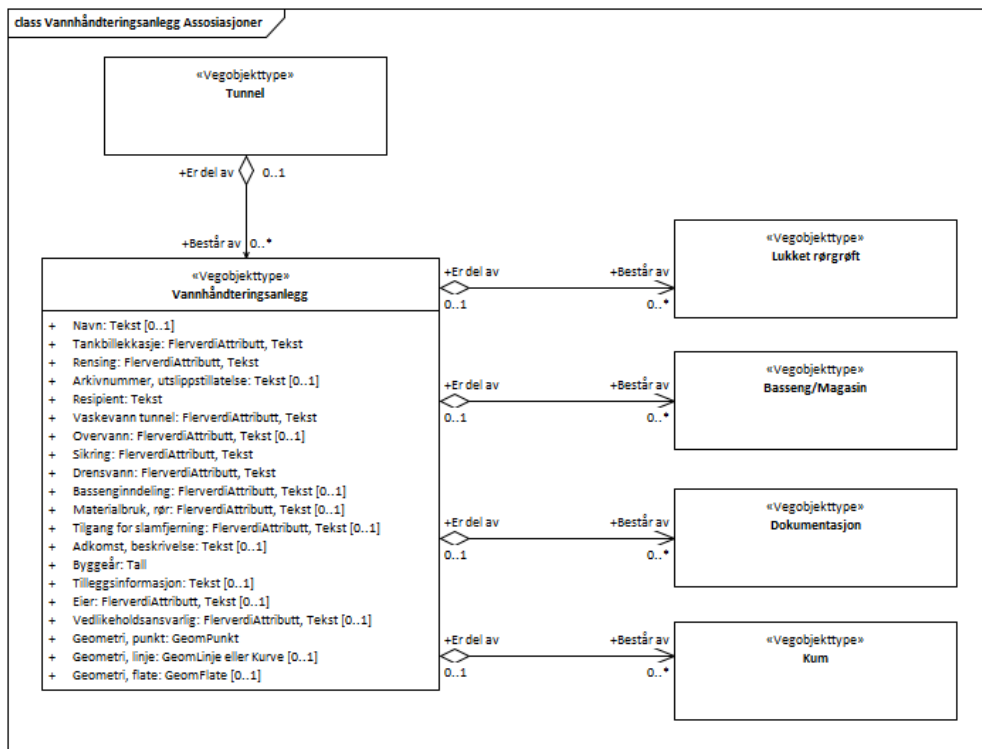 class Vannhåndteringsanlegg Assosiasjoner
«Vegobjekttype»
Tunnel
+Er del av 0..1
+Består av 0..*
«Vegobjekttype»
Vannhåndteringsanlegg
+ Navn: Tekst [0..1]
+ Tankbillekkasje: FlerverdiAttributt, Tekst
+ Rensing: FlerverdiAttributt, Tekst
+ Arkivnummer, utslippstillatelse: Tekst [0..1]
+ Resipient: Tekst
+ Vaskevann tunnel: FlerverdiAttributt, Tekst
+ Overvann: FlerverdiAttributt, Tekst [0..1]
+ Sikring: FlerverdiAttributt, Tekst
+ Drensvann: FlerverdiAttributt, Tekst
+ Bassenginndeling: FlerverdiAttributt, Tekst [0..1]
+ Materialbruk, rør: FlerverdiAttributt, Tekst [0..1]
+ Tilgang for slamfjerning: FlerverdiAttributt, Tekst [0..1]
+ Adkomst, beskrivelse: Tekst [0..1]
+ Byggeår: Tall
+ Tilleggsinformasjon: Tekst [0..1]
+ Eier: FlerverdiAttributt, Tekst [0..1]
+ Vedlikeholdsansvarlig: FlerverdiAttributt, Tekst [0..1]
+ Geometri, punkt: GeomPunkt
+ Geometri, linje: GeomLinje eller Kurve [0..1]
+ Geometri, flate: GeomFlate [0..1]
+Er del av +Består av
0..1 0..*
«Vegobjekttype»
Lukket rørgrøft
+Er del av +Består av
0..1 0..*
«Vegobjekttype»
Basseng/Magasin
+Er del av +Består av
0..1 0..*
«Vegobjekttype»
Dokumentasjon
+Er del av +Består av
0..1 0..*
«Vegobjekttype»
Kum